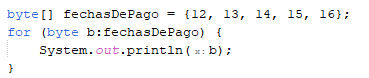 byte[] fechasDePago = {12, 13, 14, 15, 16};
for (byte b:fechasDePago) {
System.out.println(x: b);
}